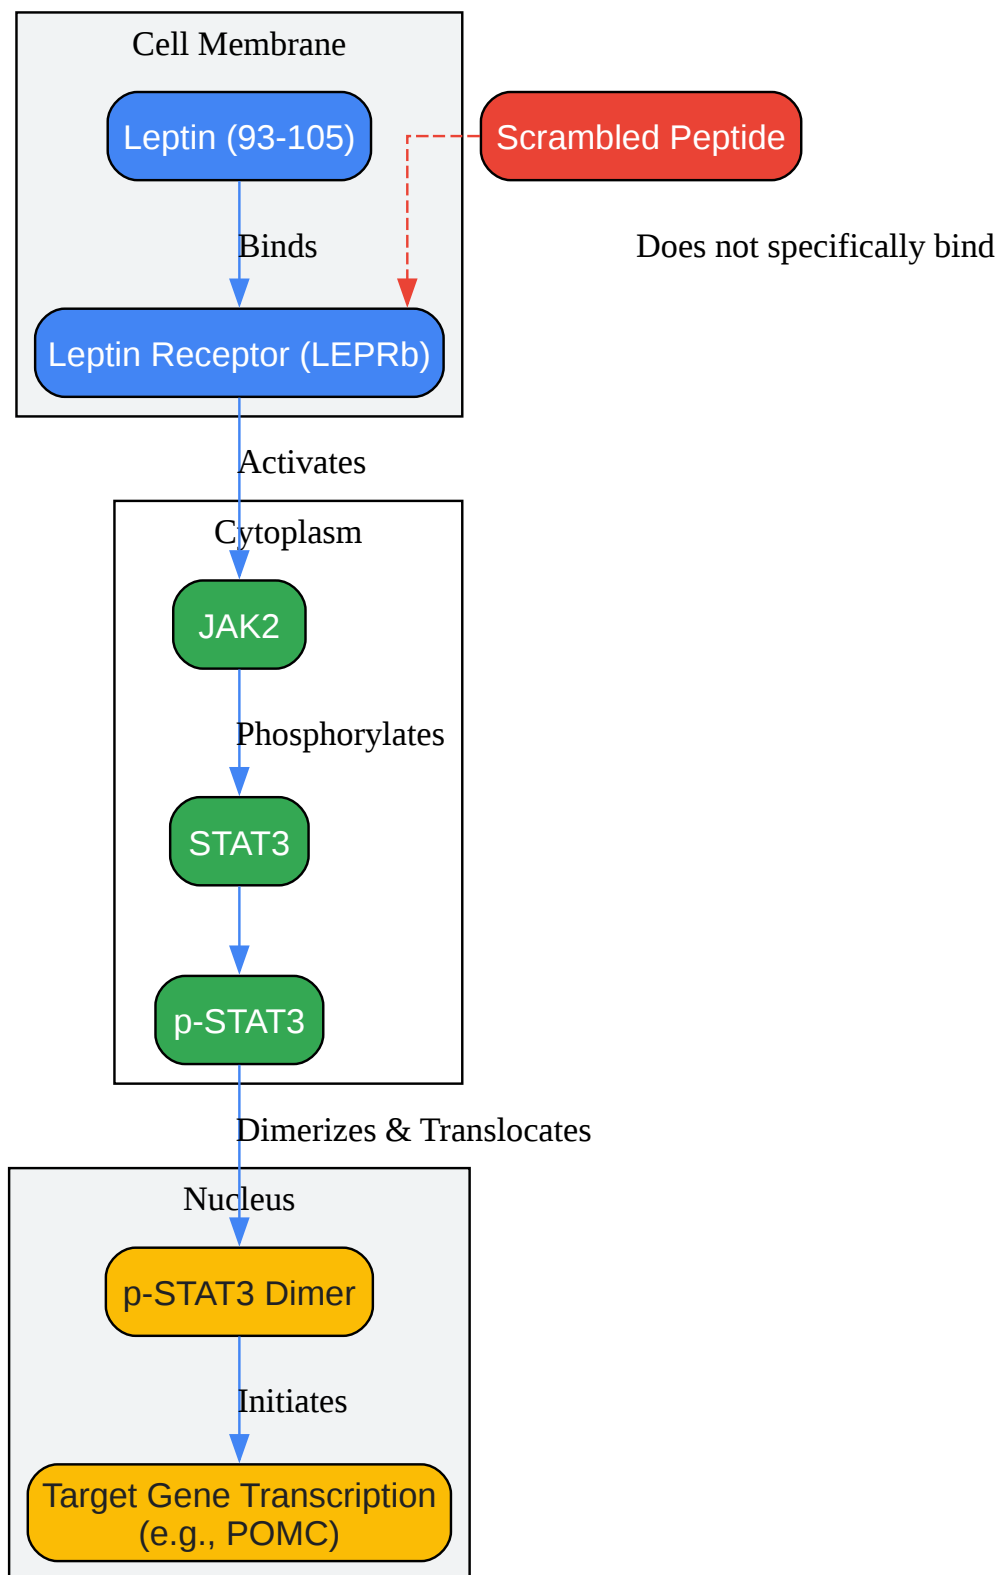 Cell Membrane
Leptin (93-105)
Scrambled Peptide
Binds
Does not specifically bind
Leptin Receptor (LEPRb)
Activates
Cytoplasm
JAK2
Phosphorylates
STAT3
p-STAT3
Dimerizes & Translocates
Nucleus
p-STAT3 Dimer
Initiates
Target Gene Transcription
(e.g., POMC)